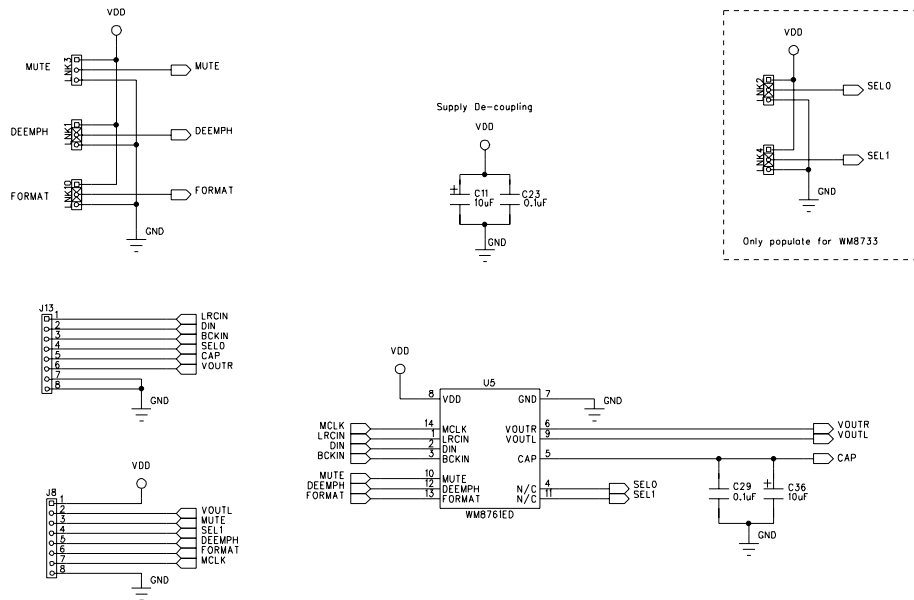 VDD
LNK3
MUTE
MUTE
LNK1
DEEMPH
DEEMPH
LNK10
FORMAT
FORMAT
GND
Supply De-coupling
VDD
C11
10uF
C23
0.1uF
GND
VDD
LNK2
SEL0
LNK4
SEL1
GND
Only populate for WM8733
J13
1 LRCIN
2 DIN
3 BCKIN
4 SEL0
5 CAP
6 VOUTR
7
8
GND
VDD
J8
1
2 VOUTL
3 MUTE
4 SEL1
5 DEEMPH
6 FORMAT
7 MCLK
8
GND
VDD
U5
8 VDD GND 7
GND
MCLK 14 MCLK VOUTR 6 VOUTR
LRCIN 1 LRCIN VOUTL 9 VOUTL
DIN 2 DIN
BCKIN 3 BCKIN CAP 5 CAP
MUTE 10 MUTE
DEEMPH 12 DEEMPH N/C 4 SEL0
FORMAT 13 FORMAT N/C 11 SEL1
WM8761ED
C29
0.1uF
C36
10uF
GND